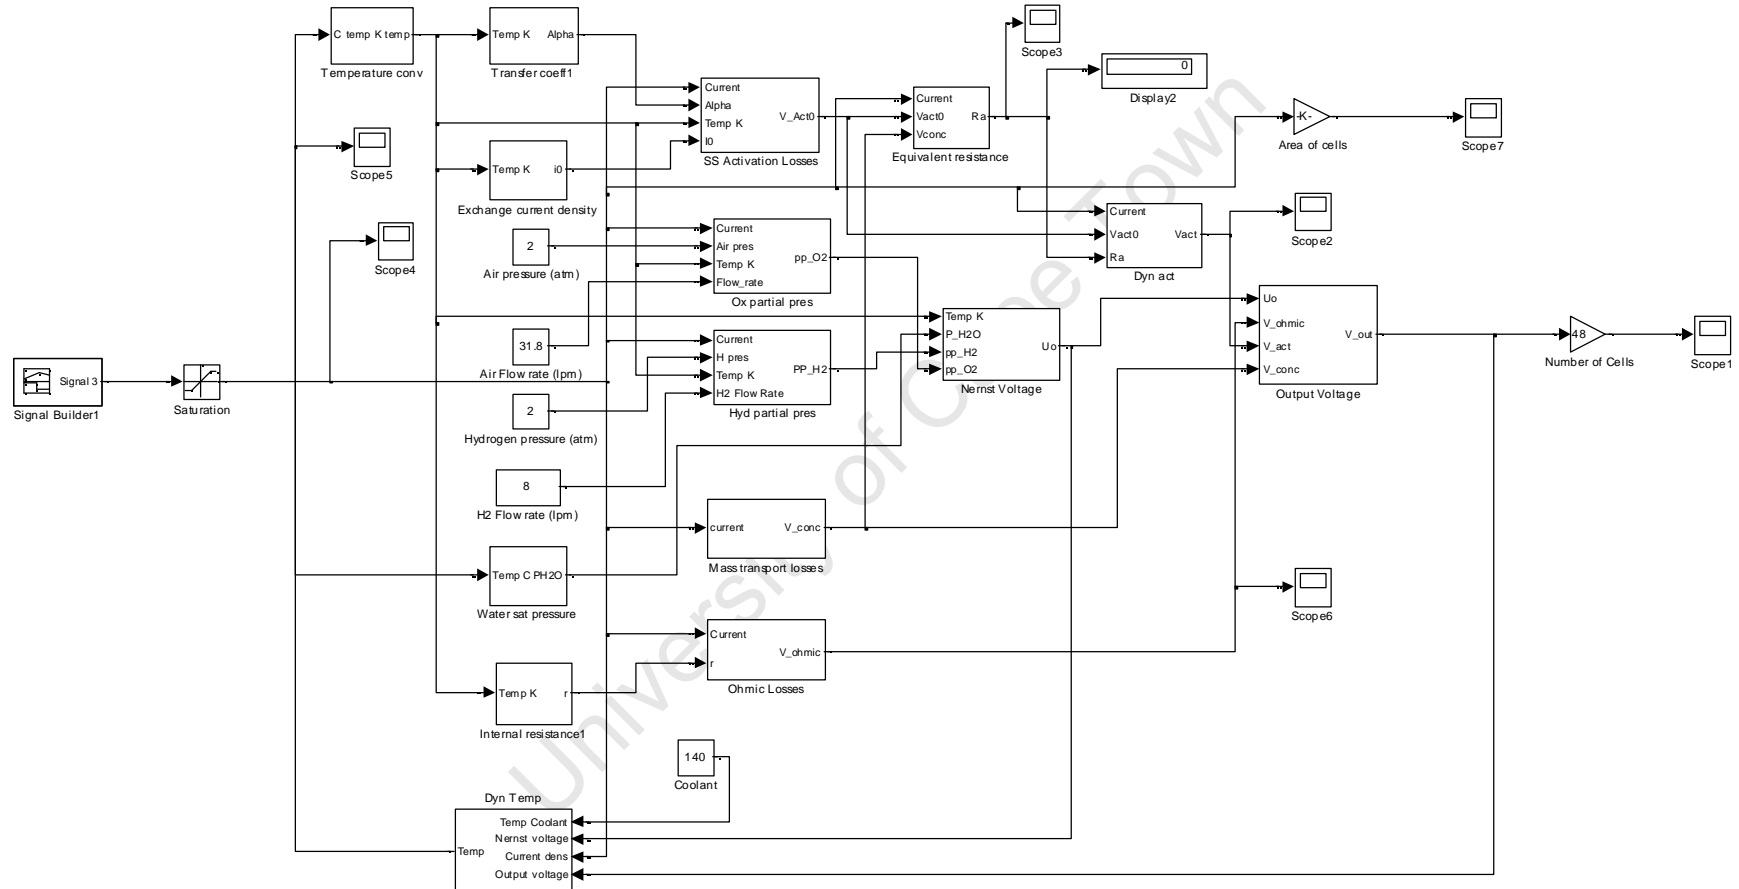 C temp K temp
Temperature conv
Temp K Alpha
Transfer coeff1
Scope3
0
Display2
Current
Alpha
Temp K
I0
V_Act0
SS Activation Losses
Current
Vact0
Vconc
Ra
Equivalent resistance
-K-
Area of cells
Scope7
Scope5
Temp K i0
Exchange current density
Scope4
2
Air pressure (atm)
Current
Air pres
Temp K
Flow_rate
pp_O2
Ox partial pres
Current
Vact0
Ra
Vact
Dyn act
Scope2
31.8
Air Flow rate (lpm)
Current
H pres
Temp K
H2 Flow Rate
PP_H2
Hyd partial pres
Temp K
P_H2O
pp_H2
pp_O2
Uo
Nernst Voltage
Uo
V_ohmic
V_act
V_conc
V_out
Output Voltage
48
Number of Cells
Scope1
Signal 3
Signal Builder1
Saturation
2
Hydrogen pressure (atm)
8
H2 Flow rate (lpm)
current V_conc
Mass transport losses
Temp C PH2O
Water sat pressure
Scope6
Current
r
V_ohmic
Ohmic Losses
Temp K r
Internal resistance1
140
Coolant
Dyn Temp
Temp Coolant
Nernst voltage
Temp
Current dens
Output voltage
University of Cape Town